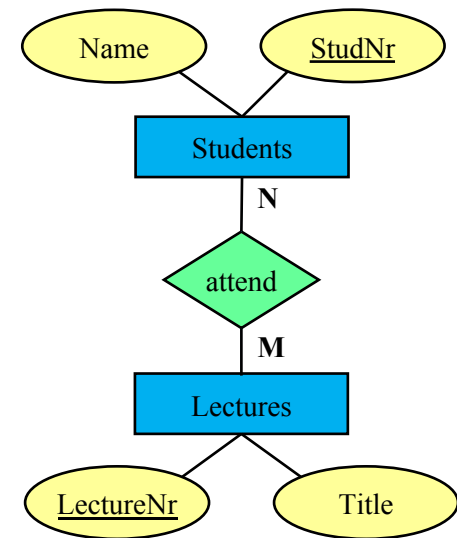 Name
StudNr
Students
N
attend
M
Lectures
LectureNr
Title